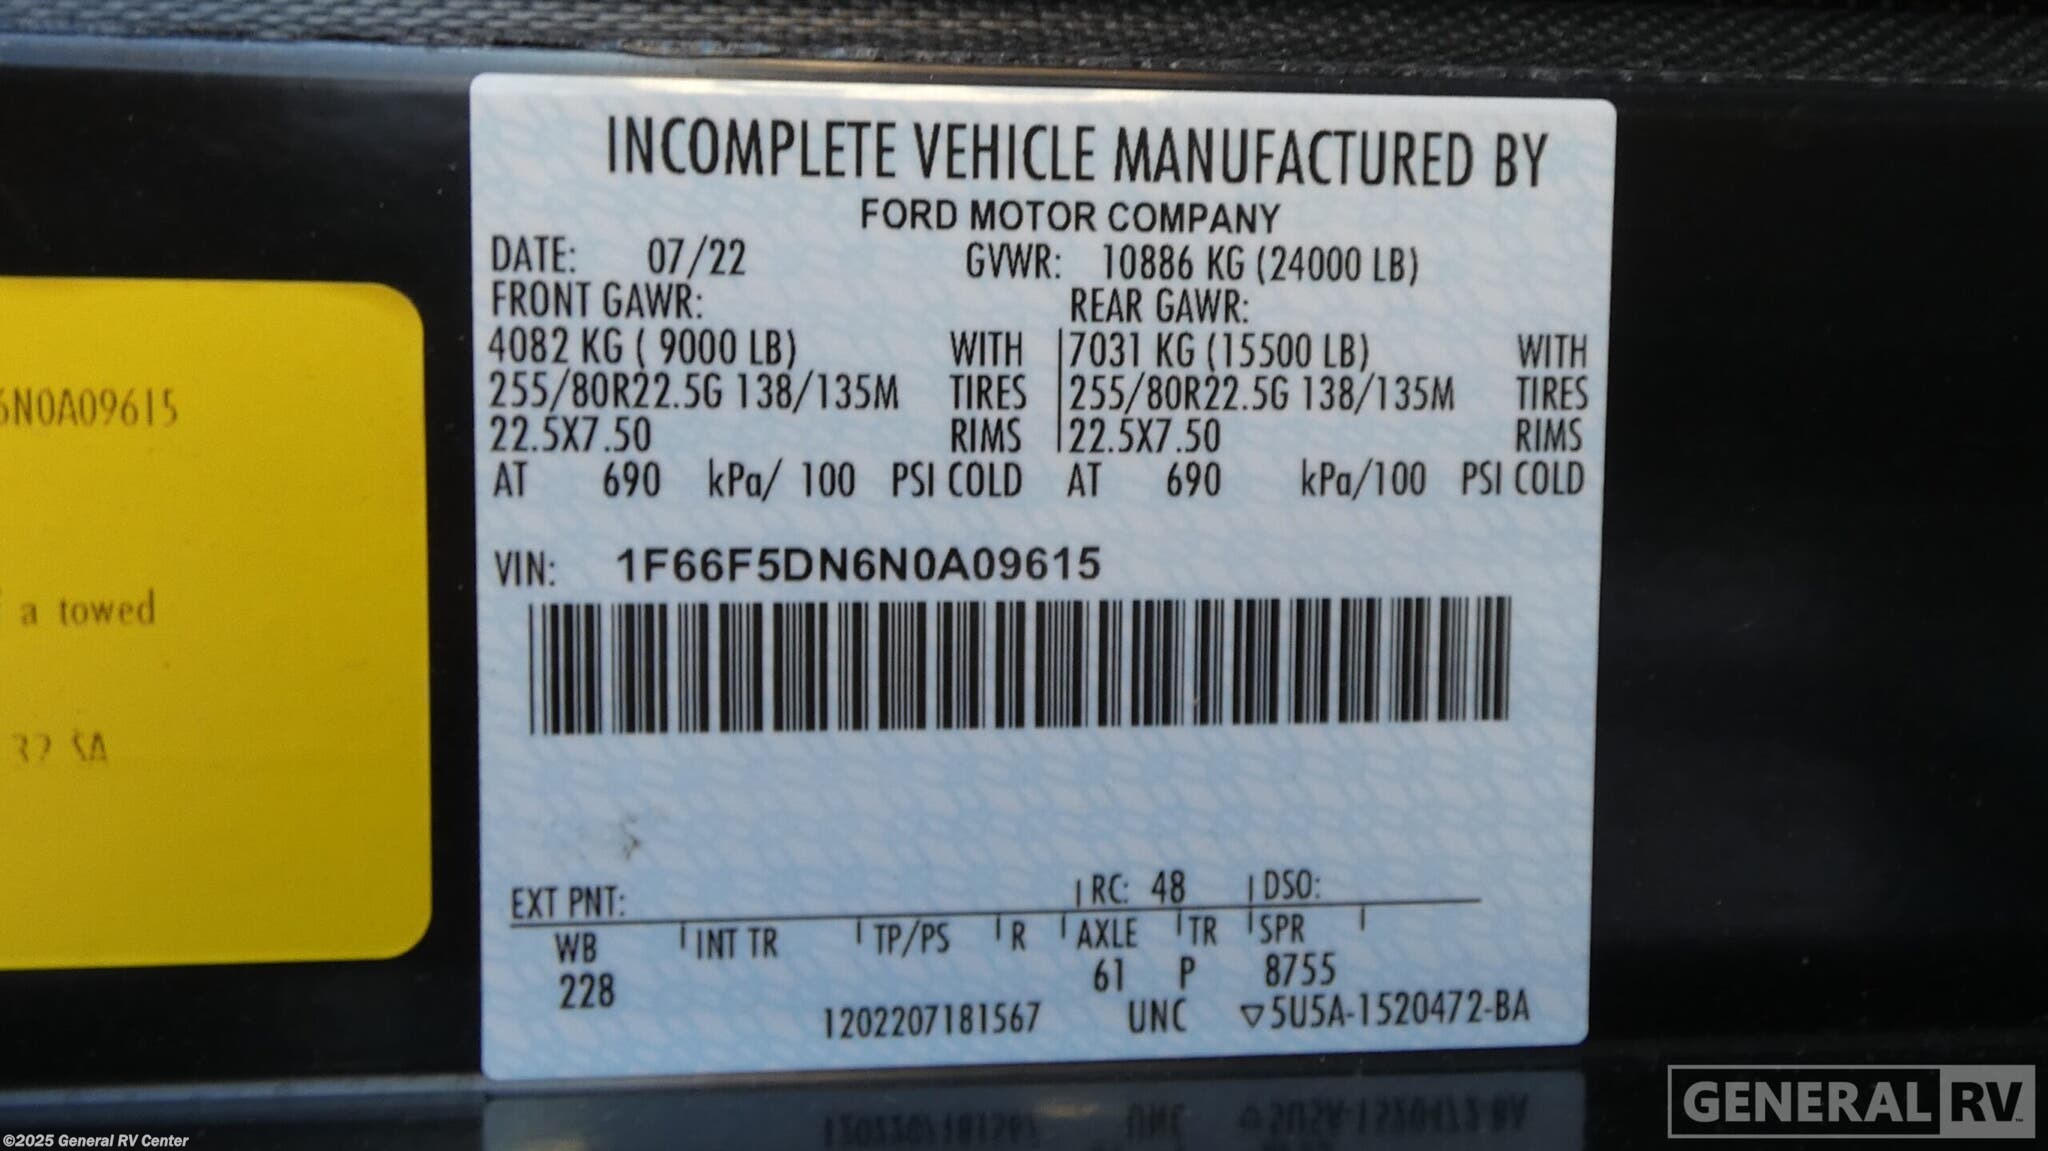 INCOMPLETE VEHICLE MANUFACTURED BY
FORD MOTOR COMPANY
DATE: 07/22 GVWR: 10886 KG (24000 LB)
FRONT GAWR: REAR GAWR:
4082 KG ( 9000 LB) WITH 7031 KG (15500 LB) WITH
255/80R22.5G 138/135M TIRES 255/80R22.5G 138/135M TIRES
22.5X7.50 RIMS 22.5X7.50 RIMS
AT 690 kPa/ 100 PSI COLD AT 690 kPa/100 PSI COLD
VIN: 1F66F5DN6N0A09615
EXT PNT: RC: 48 DSO:
WB INT TR TP/PS R AXLE TR SPR
228 61 P 8755
1202207181567 UNC ▽5U5A-1520472-BA
6N0A09615
a towed
32 SA
GENERAL RV
©2025 General RV Center